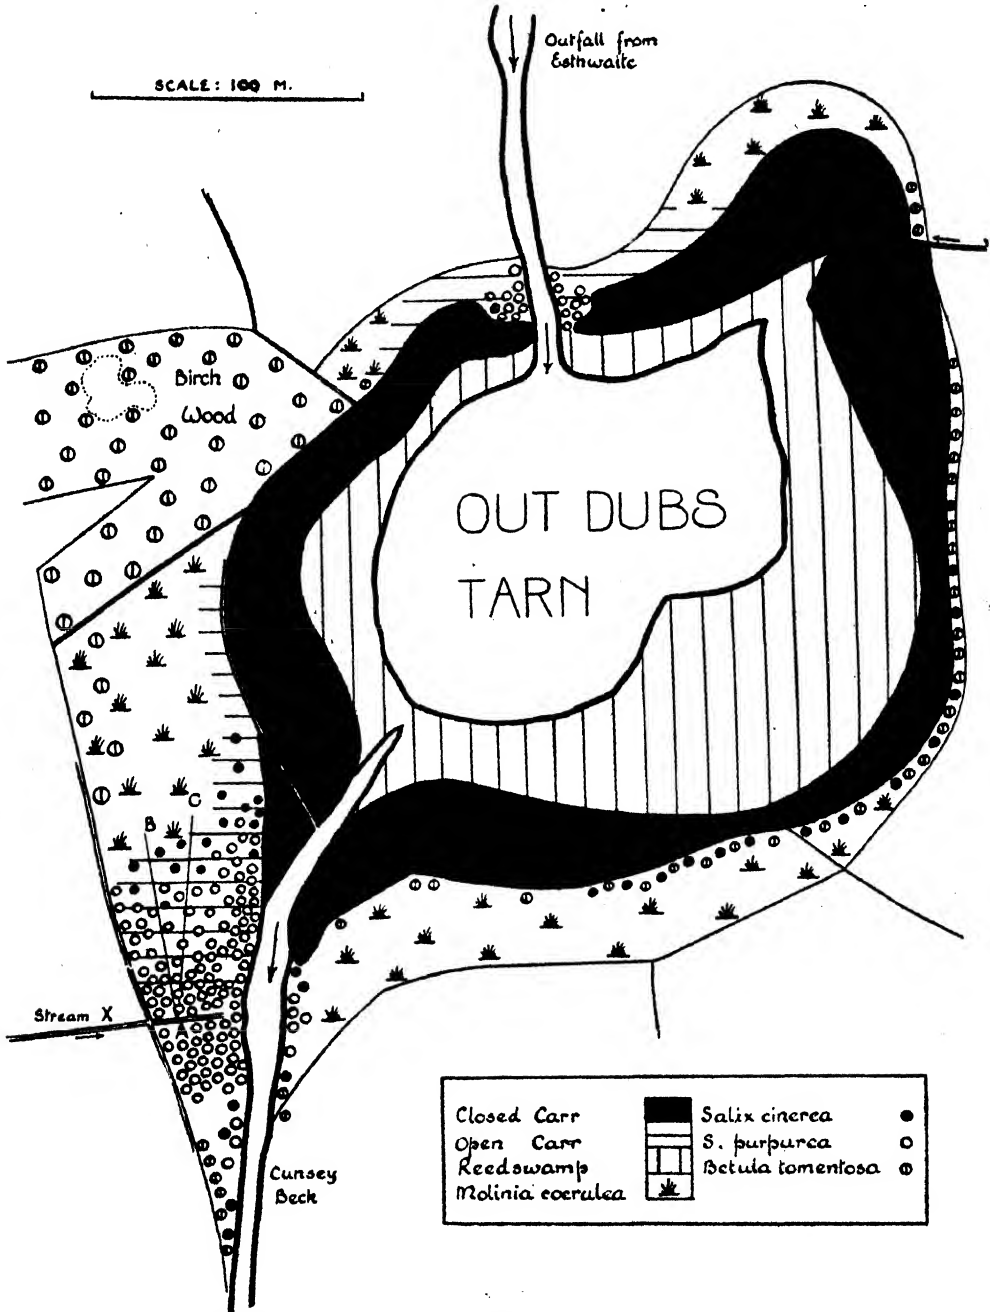 Outfall from
Esthwaite
SCALE: 100 M.
Birch
Wood
OUT DUBS
TARN
C
B
Stream X
A
Cunsey
Beck
Closed Carr
Open Carr
Reedswamp
Molinia coerulea
Salix cinerea
S. purpurea
Betula tomentosa